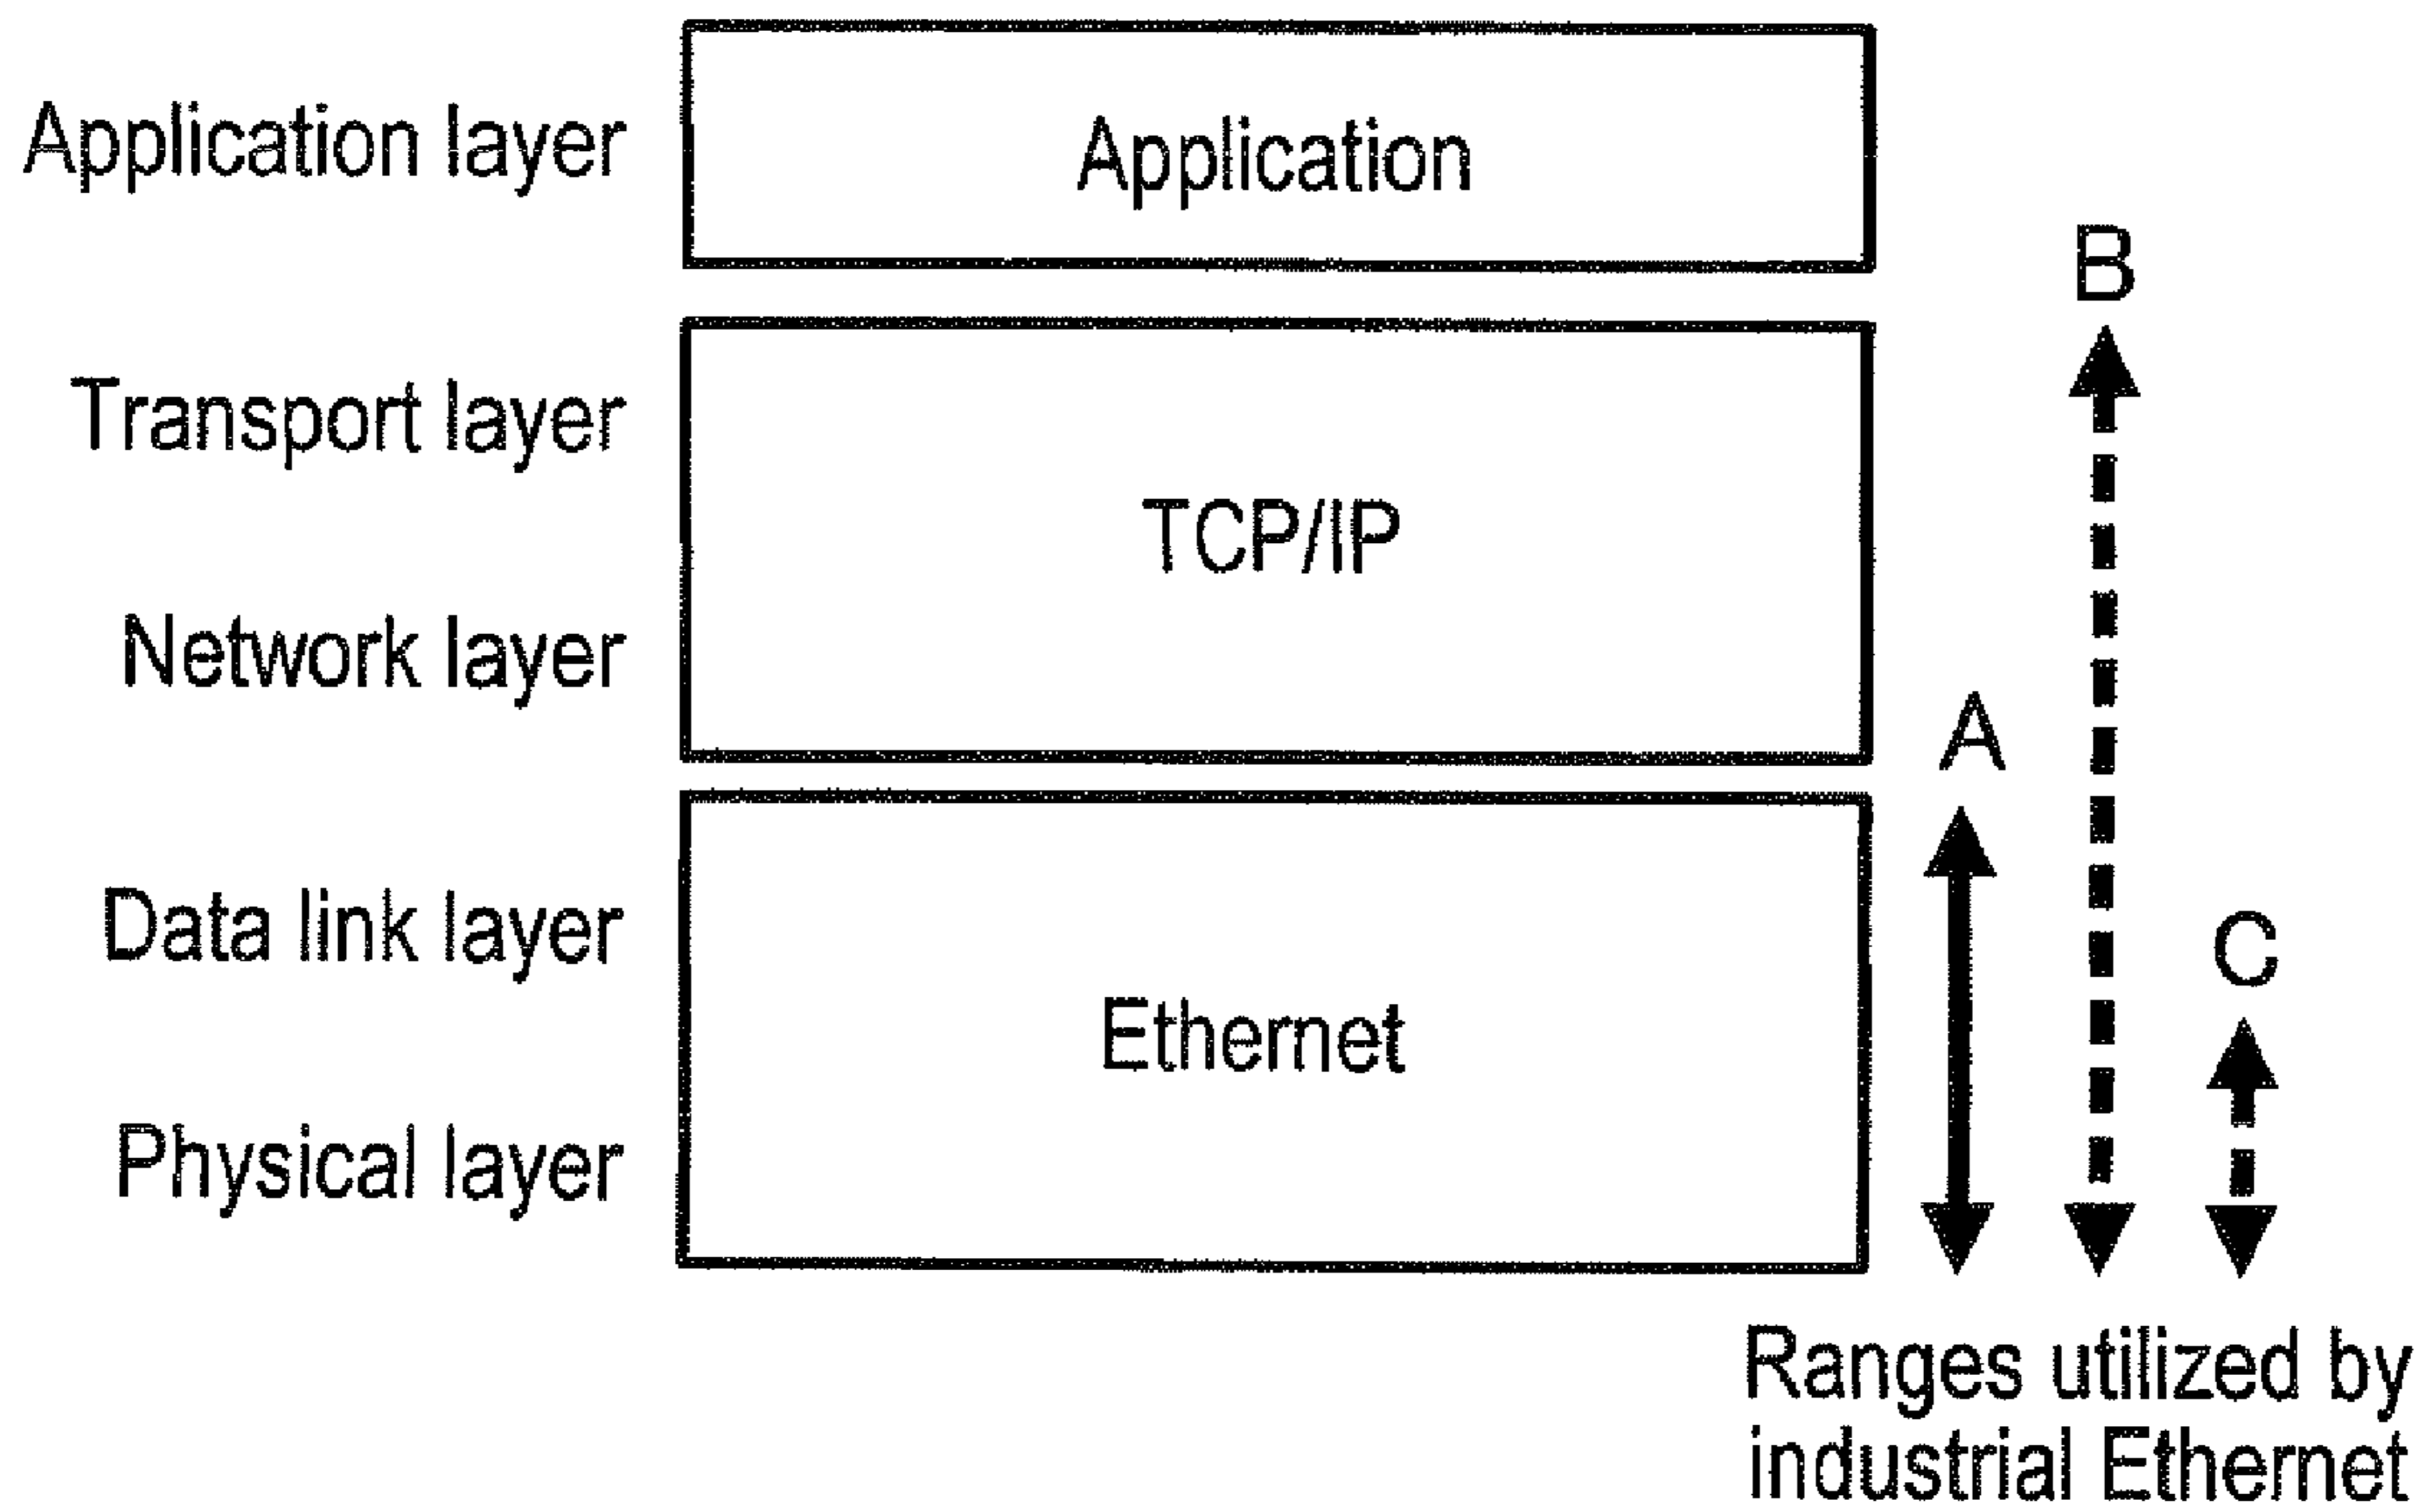 Application layer
Application
B
Transport layer
TCP/IP
Network layer
A
Data link layer
C
Ethernet
Physical layer
Ranges utilized by
industrial Ethernet